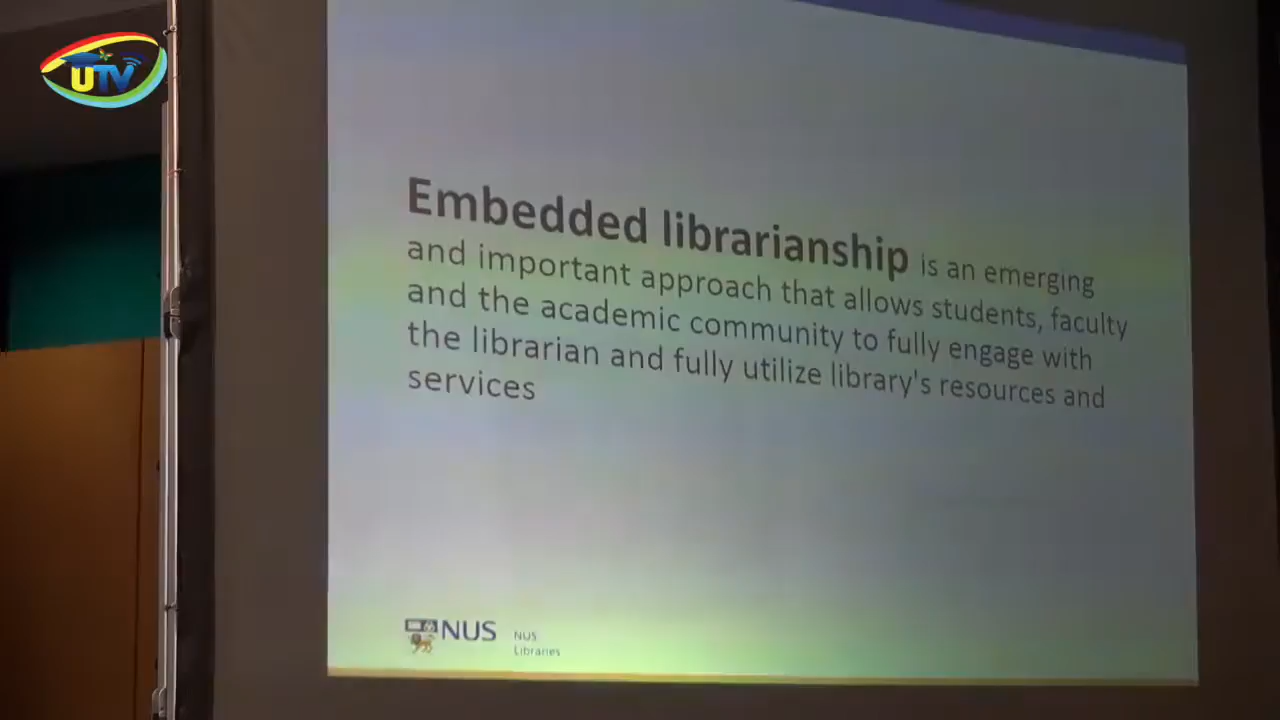 UTV
Embedded librarianship is an emerging
and important approach that allows students, faculty
and the academic community to fully engage with
the librarian and fully utilize library's resources and
services
NUS
NUS
Libraries